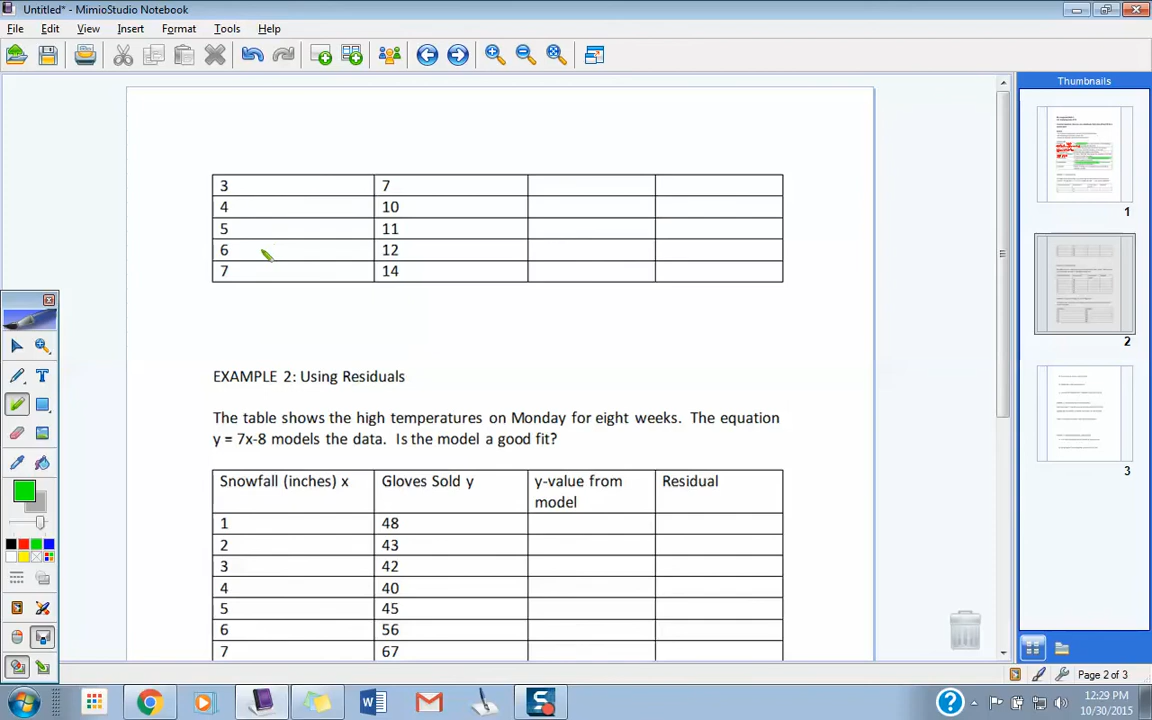 Untitled* - MimioStudio Notebook
File Edit View Insert Format Tools Help
Thumbnails
3 7
4 10
5 11
6 12
7 14
EXAMPLE 2: Using Residuals
The table shows the high temperatures on Monday for eight weeks. The equation
y = 7x-8 models the data. Is the model a good fit?
Snowfall (inches) x Gloves Sold y y-value from model Residual
1 48
2 43
3 42
4 40
5 45
6 56
7 67
1
2
3
Page 2 of 3
12:29 PM
10/30/2015